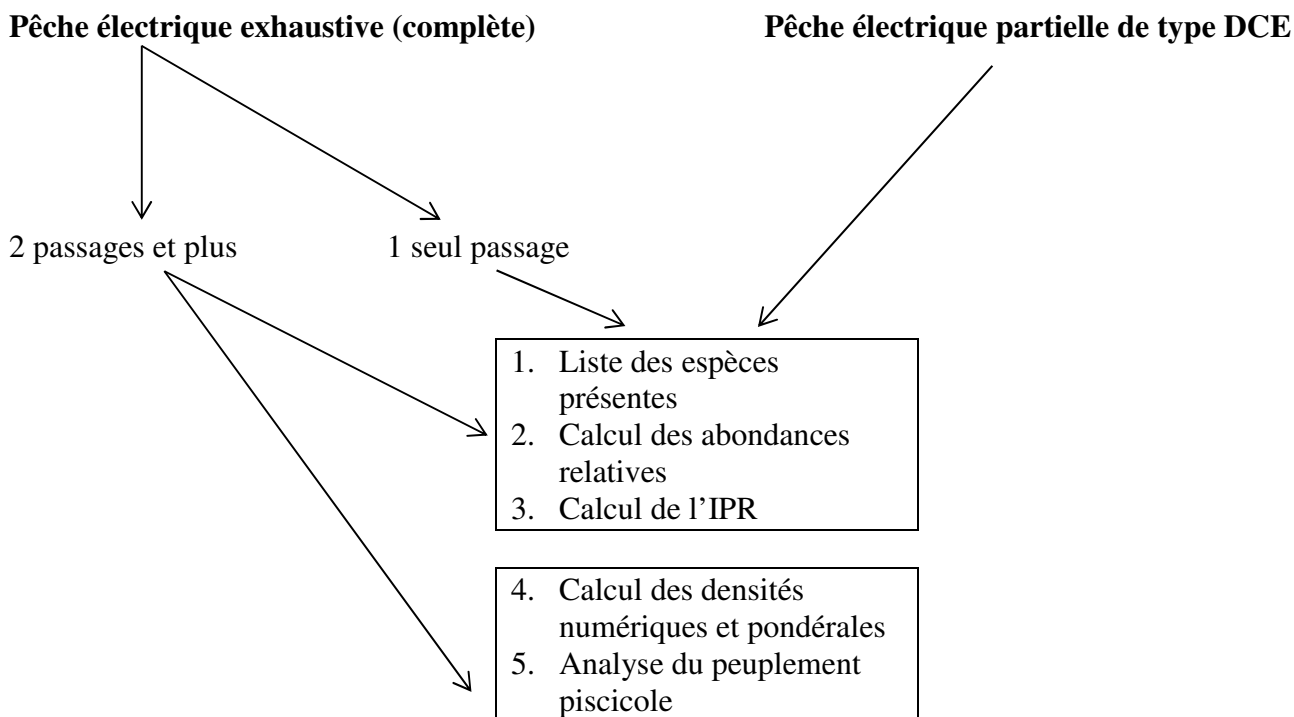 Pêche électrique exhaustive (complète)
Pêche électrique partielle de type DCE
2 passages et plus
1 seul passage
1. Liste des espèces
présentes
2. Calcul des abondances
relatives
3. Calcul de l’IPR
4. Calcul des densités
numériques et pondérales
5. Analyse du peuplement
piscicole